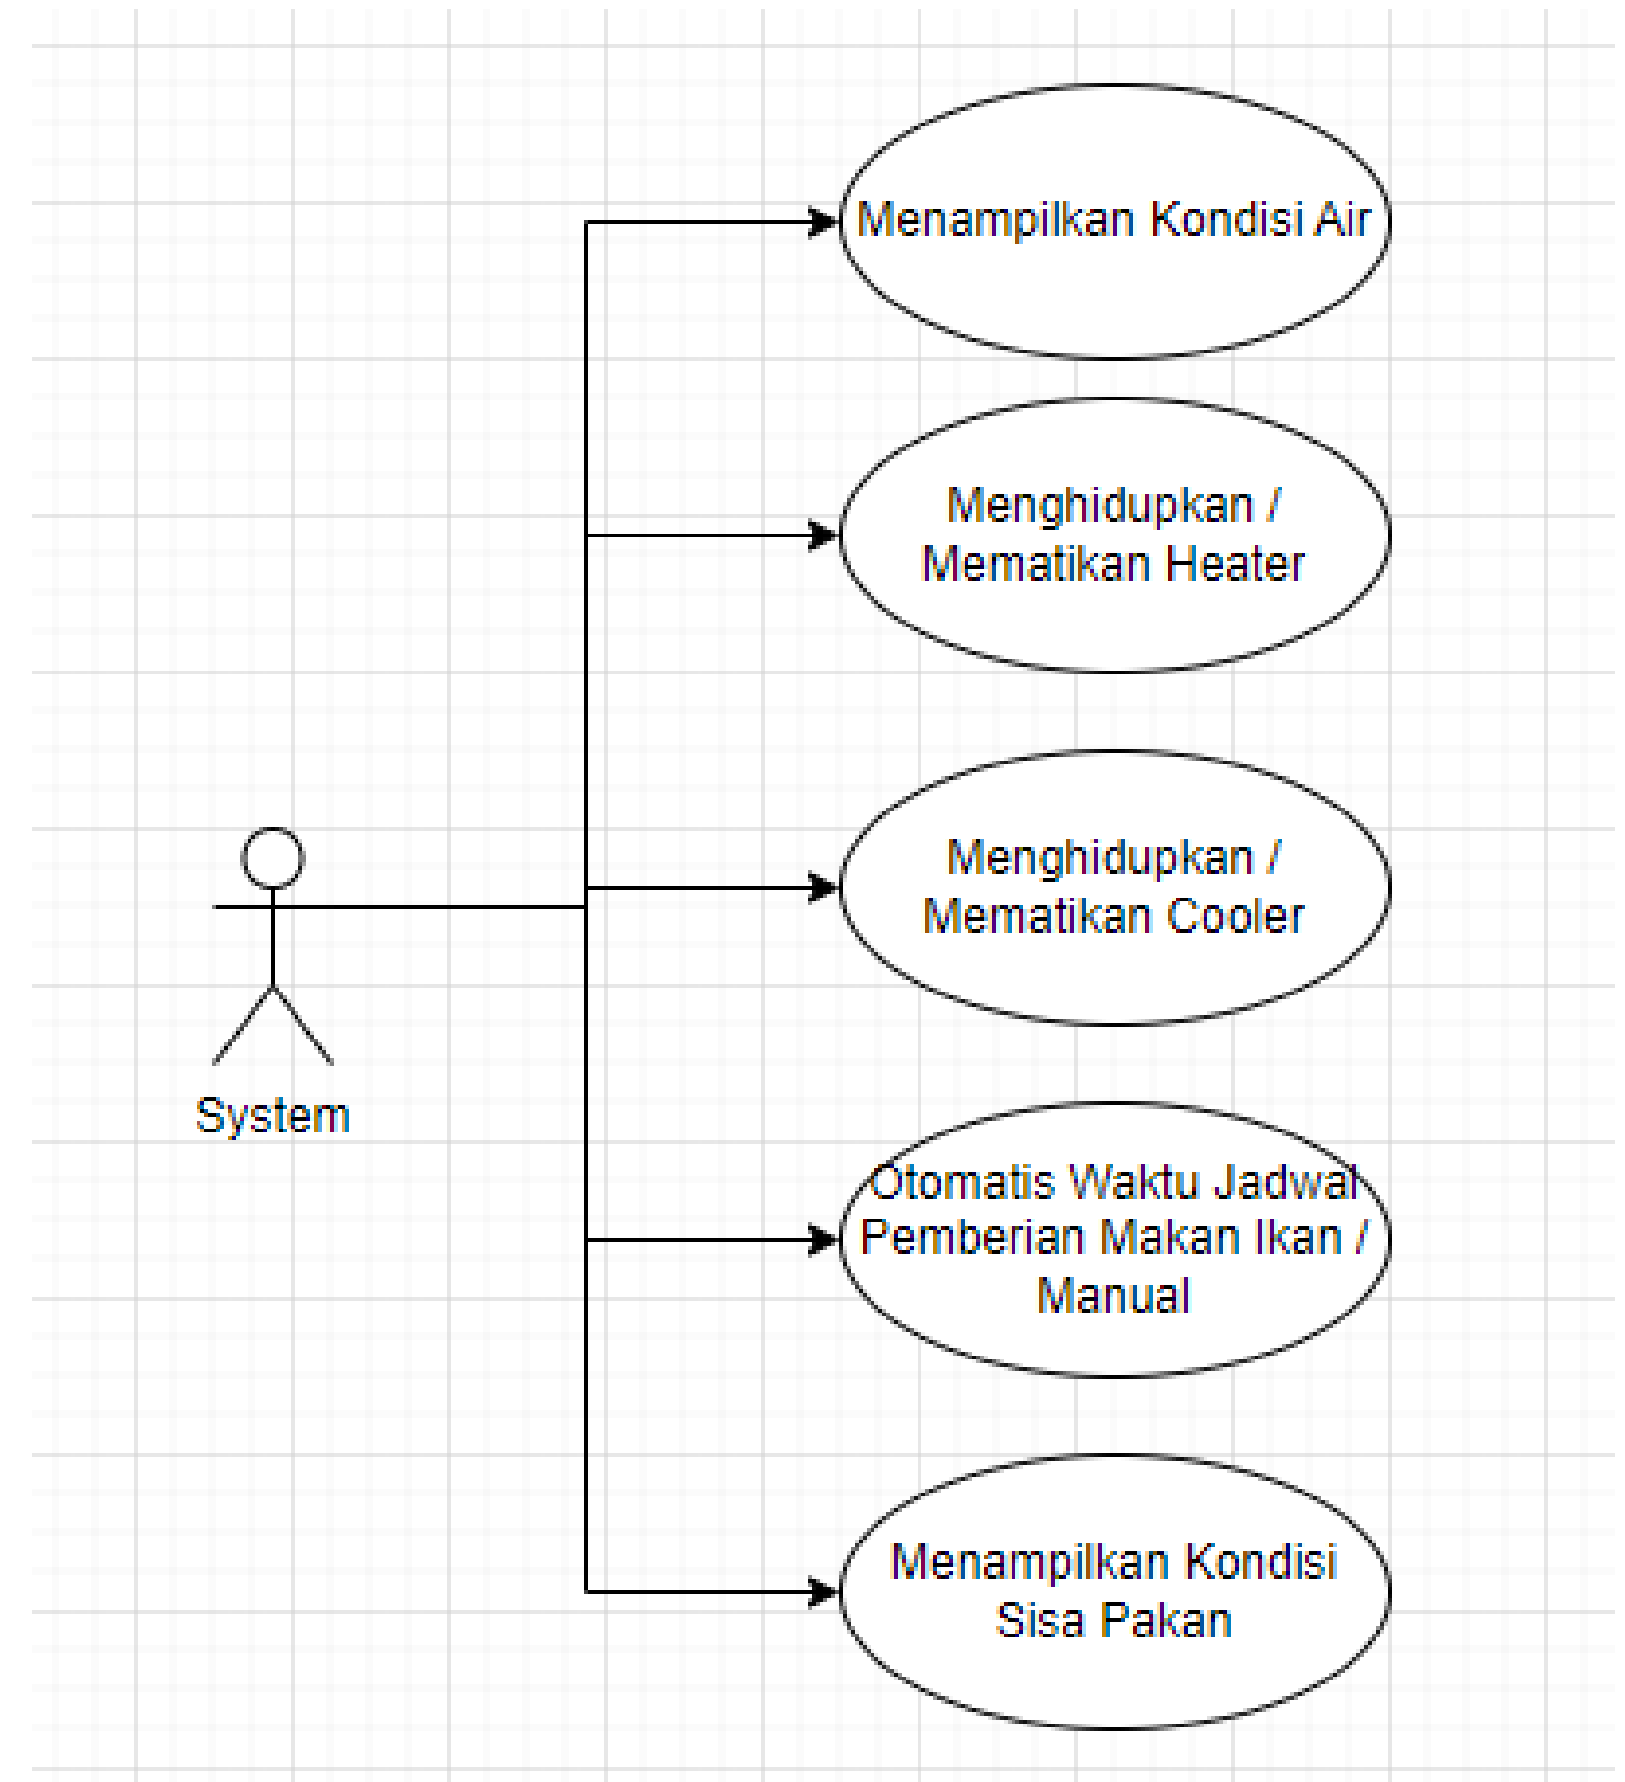 Menampilkan Kondisi Air
Menghidupkan /
Mematikan Heater
Menghidupkan /
Mematikan Cooler
System
Otomatis Waktu Jadwal
Pemberian Makan Ikan /
Manual
Menampilkan Kondisi
Sisa Pakan